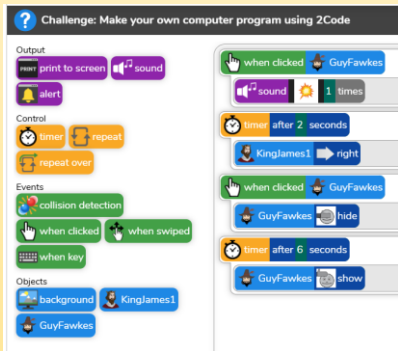 Challenge: Make your own computer program using 2Code
Output
PRINT print to screen sound
alert
Control
timer repeat
repeat over
Events
collision detection
when clicked when swiped
when key
Objects
background KingJames1
GuyFawkes
when clicked GuyFawkes
sound 1 times
timer after 2 seconds
KingJames1 right
when clicked GuyFawkes
GuyFawkes hide
timer after 6 seconds
GuyFawkes show